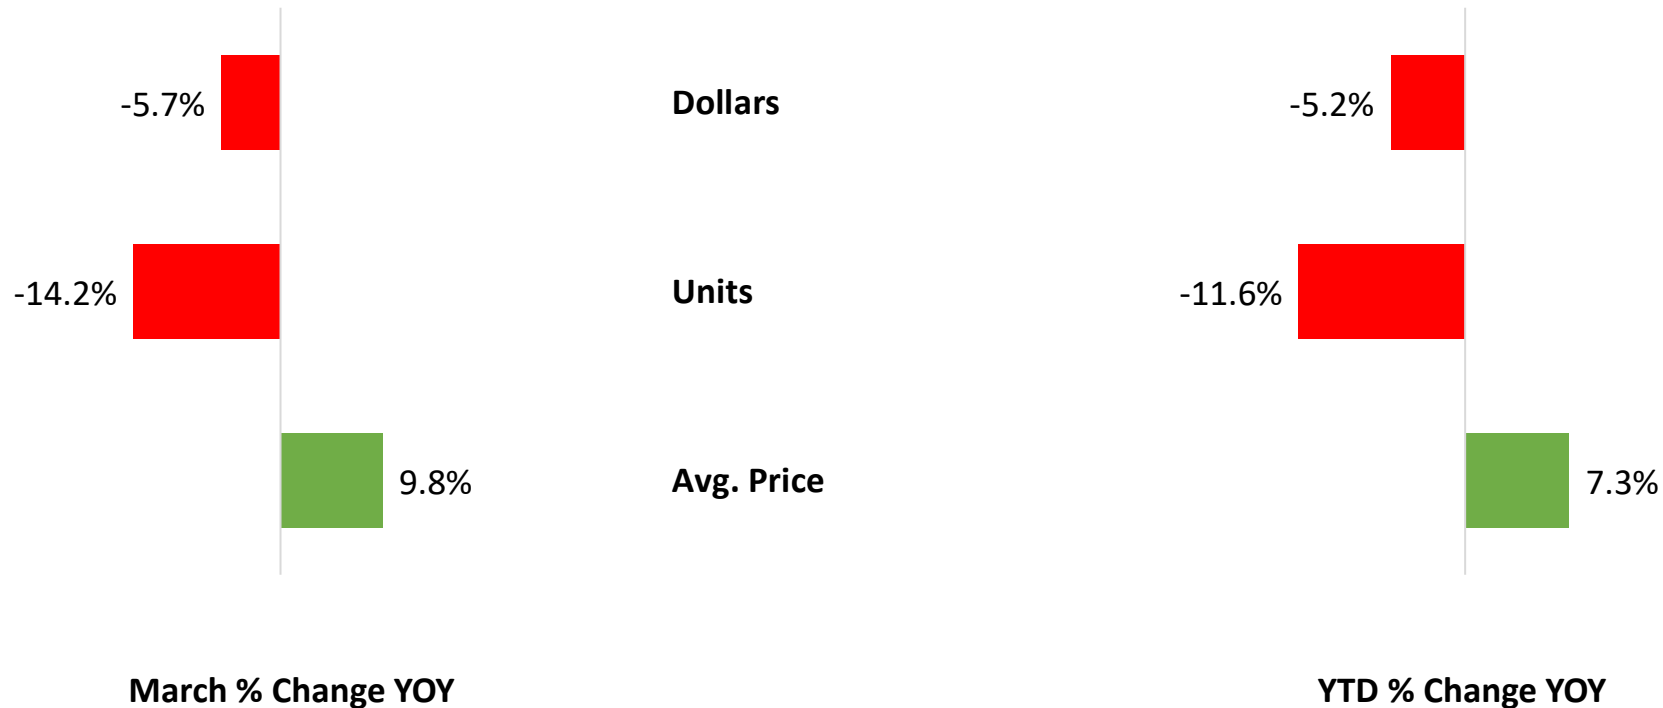 -5.7%
Dollars
-5.2%
-14.2%
Units
-11.6%
9.8%
Avg. Price
7.3%
March % Change YOY
YTD % Change YOY